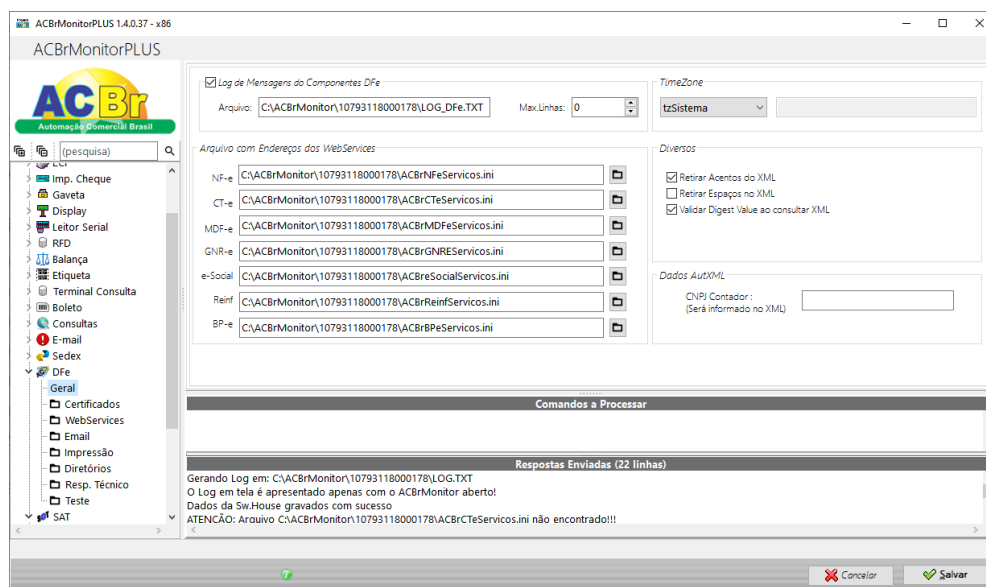 ACBrMonitorPLUS 1.4.0.37 - x86
ACBrMonitorPLUS
ACBr
Automação Comercial Brasil
(pesquisa)
ECF
Imp. Cheque
Gaveta
Display
Leitor Serial
RFD
Balança
Etiqueta
Terminal Consulta
Boleto
Consultas
E-mail
Sedex
DFe
Geral
Certificados
WebServices
Email
Impressão
Diretórios
Resp. Técnico
Teste
SAT
Log de Mensagens do Componentes DFe
Arquivo: C:\ACBrMonitor\10793118000178\LOG_DFe.TXT Max.Linhas: 0
TimeZone
tzSistema
Arquivo com Endereços dos WebServices
NF-e C:\ACBrMonitor\10793118000178\ACBrNFeServicos.ini
CT-e C:\ACBrMonitor\10793118000178\ACBrCTeServicos.ini
MDF-e C:\ACBrMonitor\10793118000178\ACBrMDFeServicos.ini
GNR-e C:\ACBrMonitor\10793118000178\ACBrGNREServicos.ini
e-Social C:\ACBrMonitor\10793118000178\ACBreSocialServicos.ini
Reinf C:\ACBrMonitor\10793118000178\ACBrReinfServicos.ini
BP-e C:\ACBrMonitor\10793118000178\ACBrBPeServicos.ini
Diversos
Retirar Acentos do XML
Retirar Espaços no XML
Validar Digest Value ao consultar XML
Dados AutXML
CNPJ Contador :
(Será informado no XML)
Comandos a Processar
Respostas Enviadas (22 linhas)
Gerando Log em: C:\ACBrMonitor\10793118000178\LOG.TXT
O Log em tela é apresentado apenas com o ACBrMonitor aberto!
Dados da Sw.House gravados com sucesso
ATENÇÃO: Arquivo C:\ACBrMonitor\10793118000178\ACBrCTeServicos.ini não encontrado!!!
Cancelar
Salvar